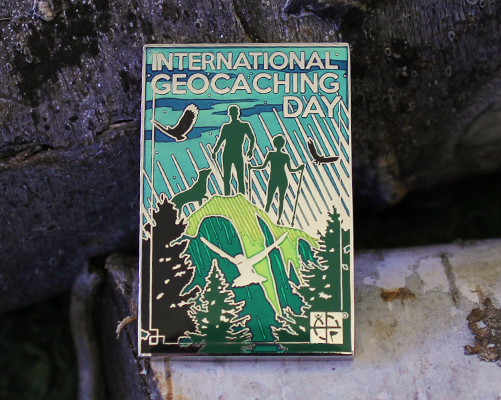 INTERNATIONAL
GEOCACHING
DAY
®